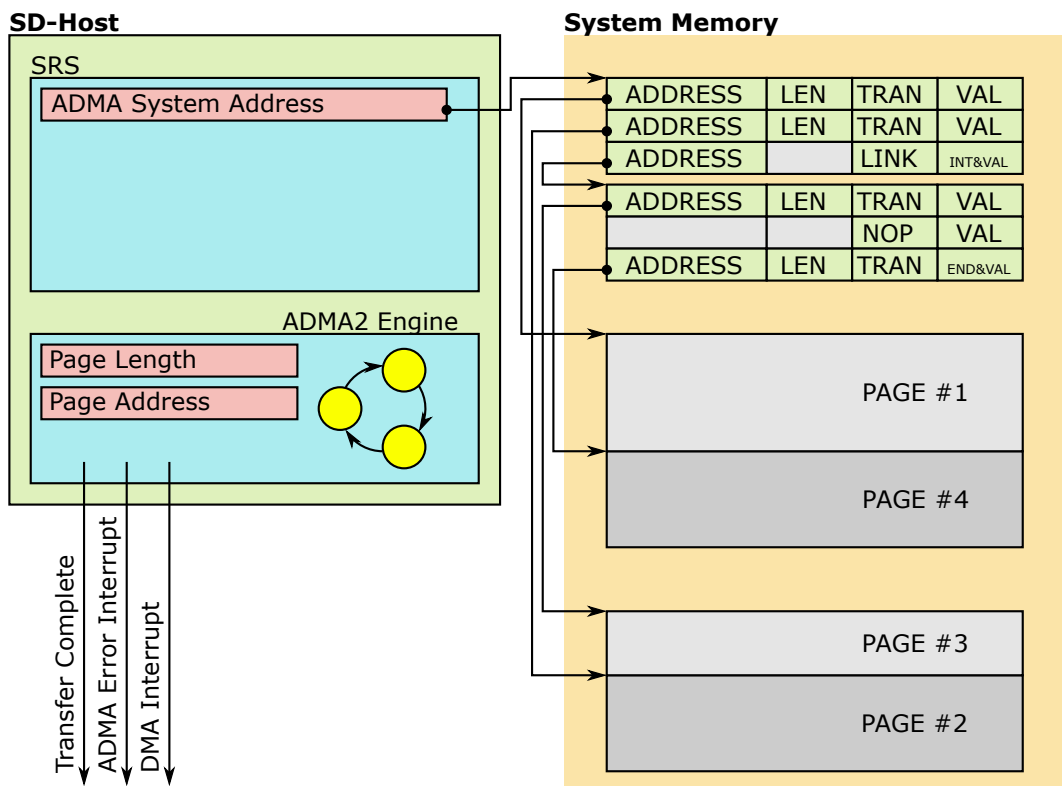 SD-Host
SRS
ADMA System Address
ADMA2 Engine
Page Length
Page Address
Transfer Complete
ADMA Error Interrupt
DMA Interrupt
System Memory
ADDRESS LEN TRAN VAL
ADDRESS LEN TRAN VAL
ADDRESS LINK INT&VAL
ADDRESS LEN TRAN VAL
NOP VAL
ADDRESS LEN TRAN END&VAL
PAGE #1
PAGE #4
PAGE #3
PAGE #2